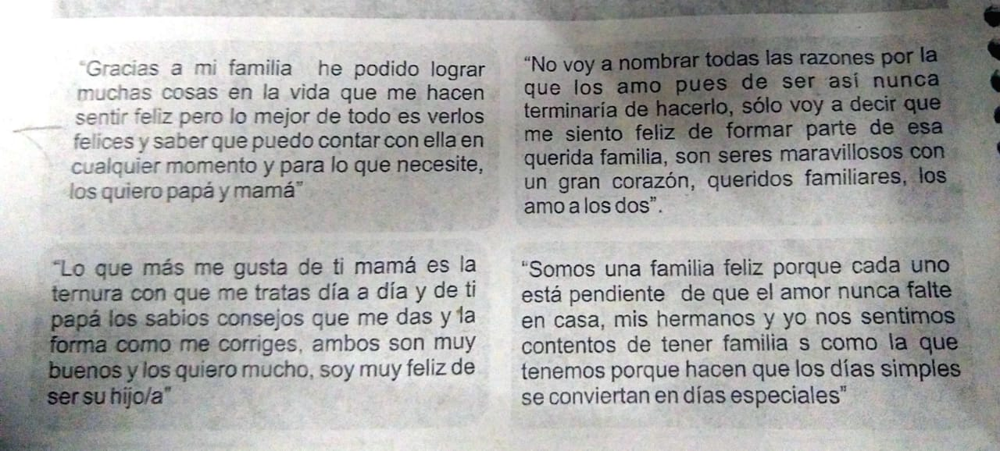 “Gracias a mi familia he podido lograr
muchas cosas en la vida que me hacen
sentir feliz pero lo mejor de todo es verlos
felices y saber que puedo contar con ella en
cualquier momento y para lo que necesite,
los quiero papá y mamá”
“No voy a nombrar todas las razones por la
que los amo pues de ser así nunca
terminaría de hacerlo, sólo voy a decir que
me siento feliz de formar parte de esa
querida familia, son seres maravillosos con
un gran corazón, queridos familiares, los
amo a los dos”.
“Lo que más me gusta de ti mamá es la
ternura con que me tratas día a día y de ti
papá los sabios consejos que me das y la
forma como me corriges, ambos son muy
buenos y los quiero mucho, soy muy feliz de
ser su hijo/a”
“Somos una familia feliz porque cada uno
está pendiente de que el amor nunca falte
en casa, mis hermanos y yo nos sentimos
contentos de tener familia s como la que
tenemos porque hacen que los días simples
se conviertan en días especiales”